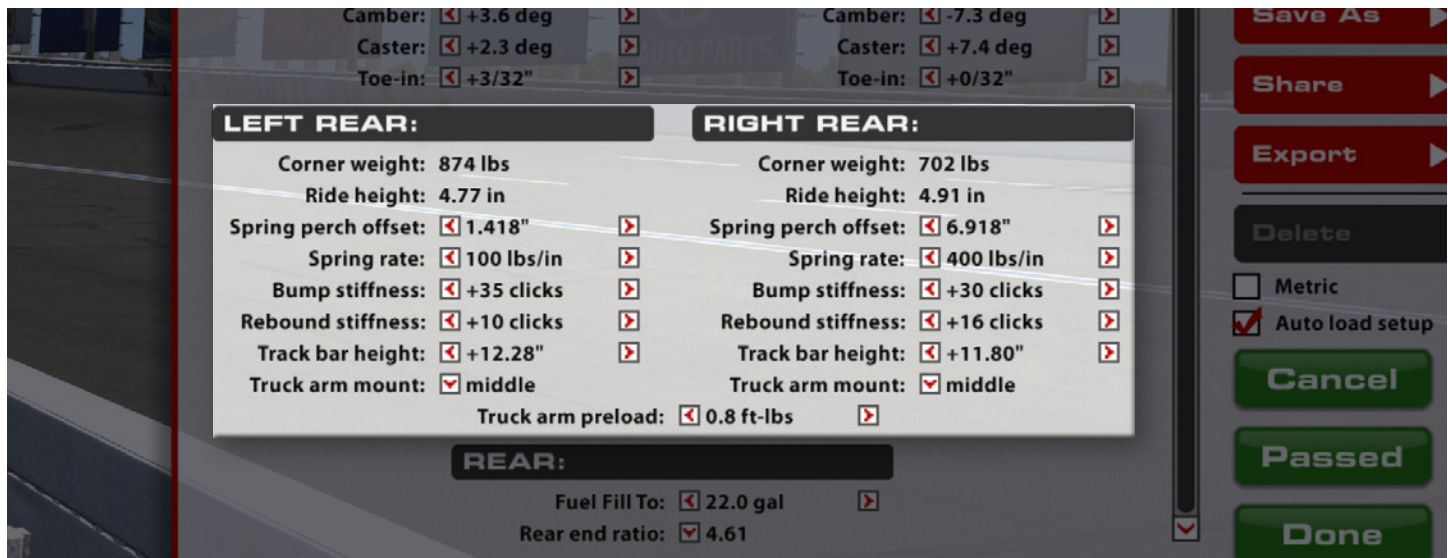 Camber: +3.6 deg
Camber: -7.3 deg
Save As
Caster: +2.3 deg
AUTO PARTS
Caster: +7.4 deg
Toe-in: +3/32"
Toe-in: +0/32"
Share
LEFT REAR:
RIGHT REAR:
Export
Corner weight: 874 lbs
Corner weight: 702 lbs
Ride height: 4.77 in
Ride height: 4.91 in
Spring perch offset: 1.418"
Spring perch offset: 6.918"
Delete
Spring rate: 100 lbs/in
Spring rate: 400 lbs/in
Bump stiffness: +35 clicks
Bump stiffness: +30 clicks
Metric
Rebound stiffness: +10 clicks
Rebound stiffness: +16 clicks
Auto load setup
Track bar height: +12.28"
Track bar height: +11.80"
Truck arm mount: middle
Truck arm mount: middle
Cancel
Truck arm preload: 0.8 ft-lbs
REAR:
Passed
Fuel Fill To: 22.0 gal
Rear end ratio: 4.61
Done